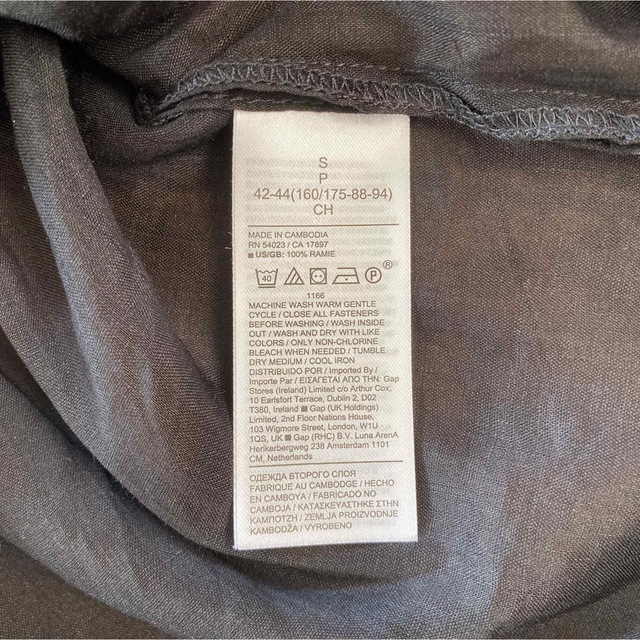 S
P
42-44(160/175-88-94)
CH
MADE IN CAMBODIA
RN 54023 / CA 17897
■ US/GB: 100% RAMIE
40 P ®
1166
MACHINE WASH WARM GENTLE
CYCLE / CLOSE ALL FASTENERS
BEFORE WASHING / WASH INSIDE
OUT / WASH AND DRY WITH LIKE
COLORS / ONLY NON-CHLORINE
BLEACH WHEN NEEDED / TUMBLE
DRY MEDIUM / COOL IRON
DISTRIBUIDO POR / Imported By /
Importe Par / ΕΙΣΑΓΕΤΑΙ ΑΠΟ ΤΗΝ: Gap
Stores (Ireland) Limited c/o Arthur Cox,
10 Earlsfort Terrace, Dublin 2, D02
T380, Ireland ■ Gap (UK Holdings)
Limited, 2nd Floor Nations House,
103 Wigmore Street, London, W1U
1QS, UK ■ Gap (RHC) B.V. Luna ArenA
Herikerbergweg 238 Amsterdam 1101
CM, Netherlands
ОДЕЖДА ВТОРОГО СЛОЯ
FABRIQUE AU CAMBODGE / HECHO
EN CAMBOYA / FABRICADO NO
CAMBOJA / ΚΑΤΑΣΚΕΥΑΣΤΗΚΕ ΣΤΗΝ
ΚΑΜΠΟΤΖΗ / ZEMLJA PROIZVODNJE
KAMBODŽA / VYROBENO